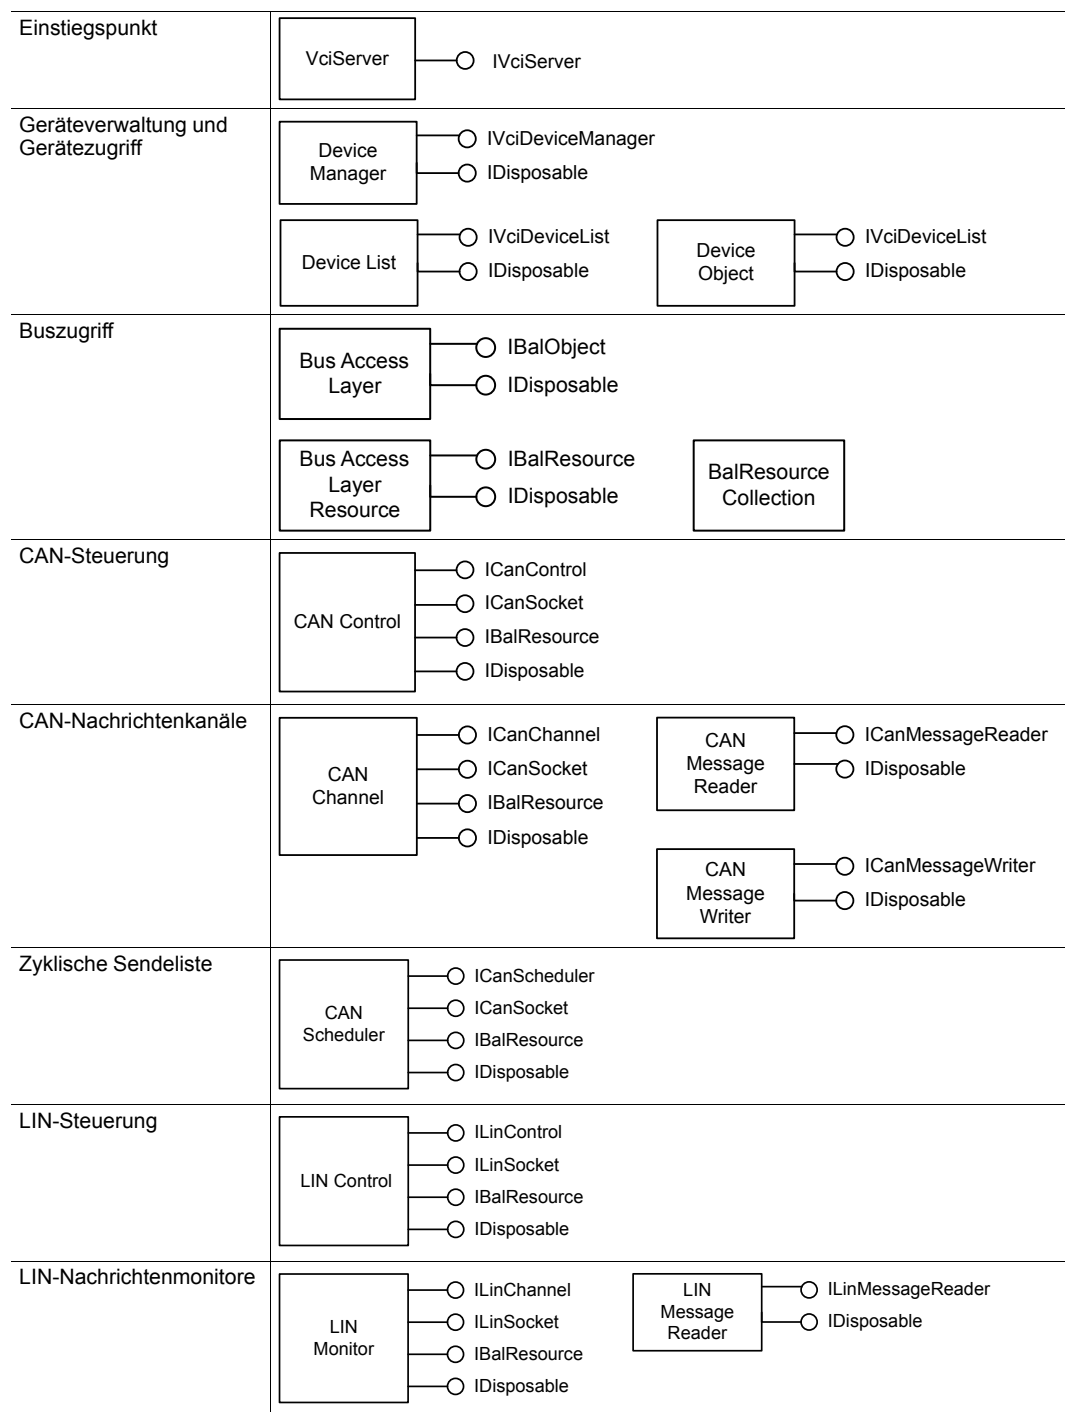 Einstiegspunkt
VciServer
IVciServer
Geräteverwaltung und
Gerätezugriff
Device
Manager
IVciDeviceManager
IDisposable
Device List
IVciDeviceList
IDisposable
Device
Object
IVciDeviceList
IDisposable
Buszugriff
Bus Access
Layer
IBalObject
IDisposable
Bus Access
Layer
Resource
IBalResource
IDisposable
BalResource
Collection
CAN-Steuerung
CAN Control
ICanControl
ICanSocket
IBalResource
IDisposable
CAN-Nachrichtenkanäle
CAN
Channel
ICanChannel
ICanSocket
IBalResource
IDisposable
CAN
Message
Reader
ICanMessageReader
IDisposable
CAN
Message
Writer
ICanMessageWriter
IDisposable
Zyklische Sendeliste
CAN
Scheduler
ICanScheduler
ICanSocket
IBalResource
IDisposable
LIN-Steuerung
LIN Control
ILinControl
ILinSocket
IBalResource
IDisposable
LIN-Nachrichtenmonitore
LIN
Monitor
ILinChannel
ILinSocket
IBalResource
IDisposable
LIN
Message
Reader
ILinMessageReader
IDisposable